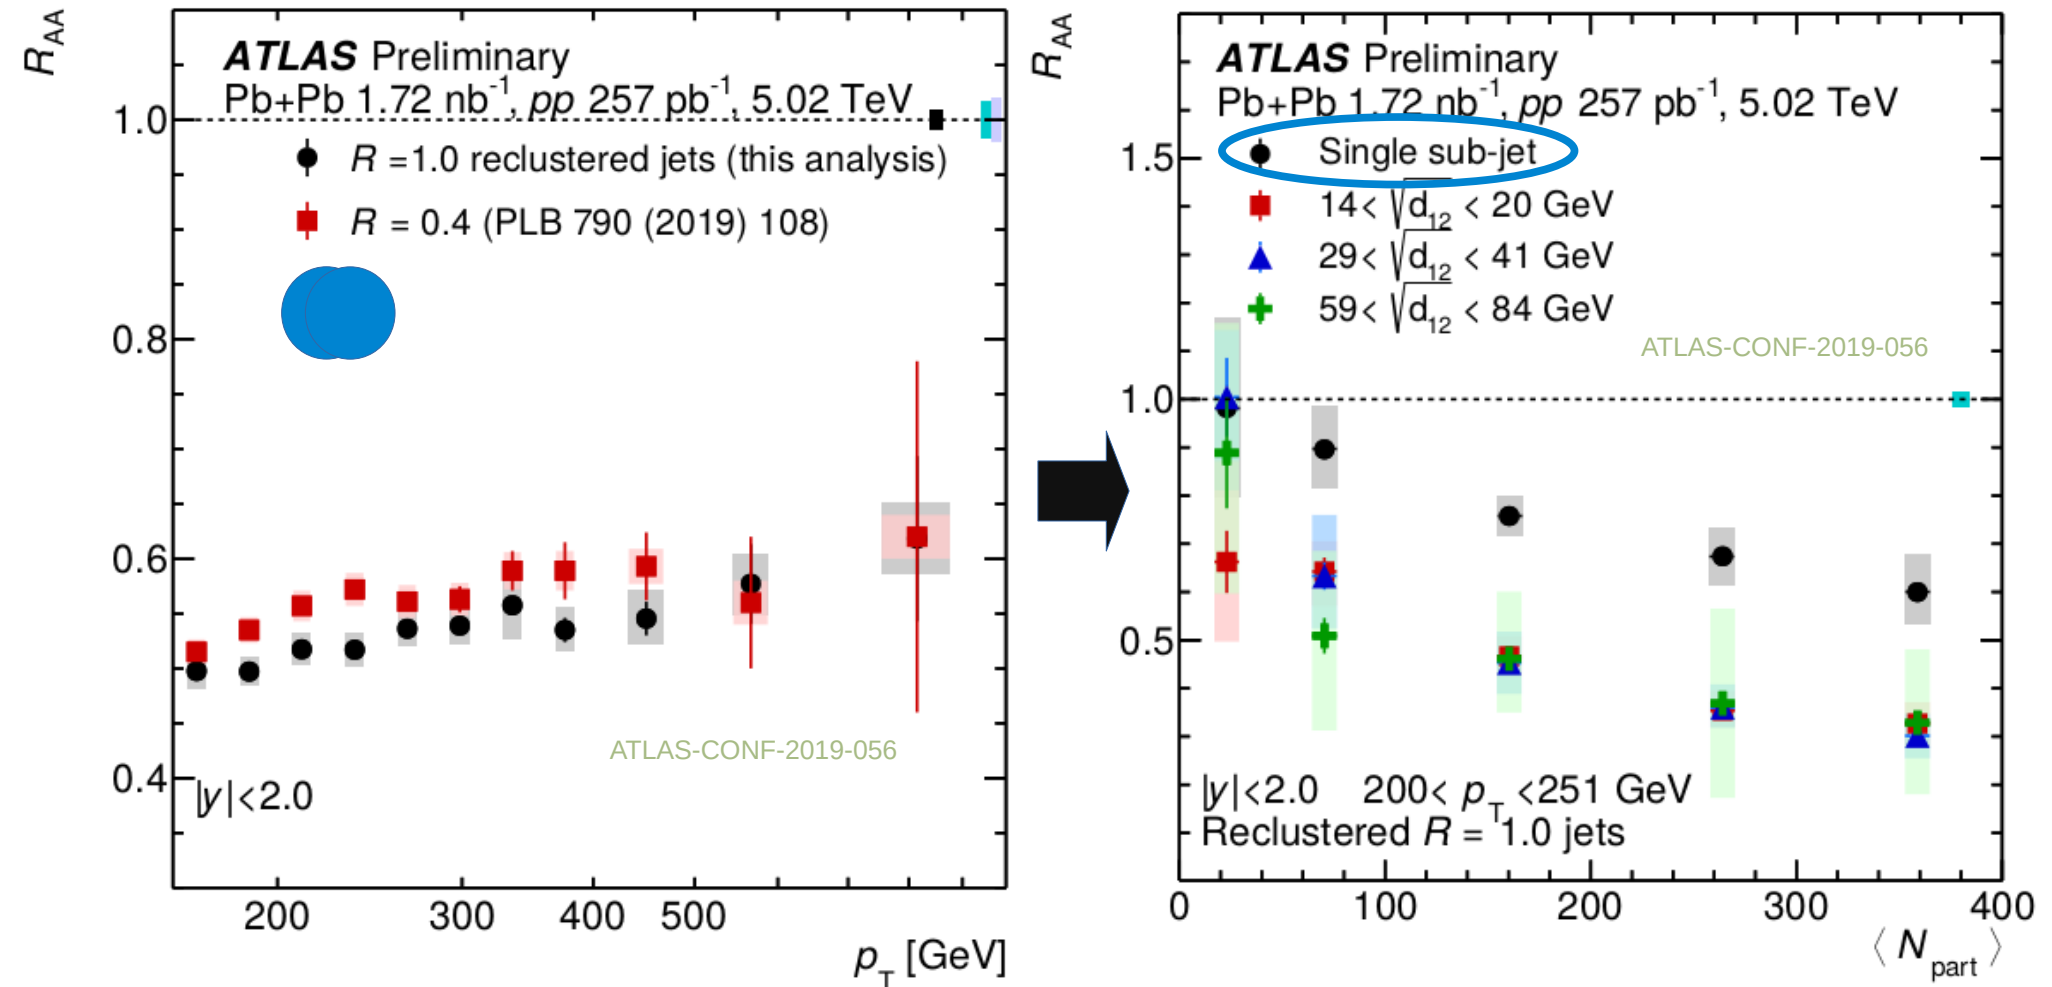 R_AA
ATLAS Preliminary
Pb+Pb 1.72 nb⁻¹, pp 257 pb⁻¹, 5.02 TeV
R =1.0 reclustered jets (this analysis)
R = 0.4 (PLB 790 (2019) 108)
1.0
0.8
0.6
0.4
ATLAS-CONF-2019-056
|y|<2.0
200 300 400 500
p_T [GeV]
R_AA
ATLAS Preliminary
Pb+Pb 1.72 nb⁻¹, pp 257 pb⁻¹, 5.02 TeV
Single sub-jet
14< √d₁₂ < 20 GeV
29< √d₁₂ < 41 GeV
59< √d₁₂ < 84 GeV
ATLAS-CONF-2019-056
1.5
1.0
0.5
|y|<2.0 200< p_T <251 GeV
Reclustered R = 1.0 jets
0 100 200 300 400
⟨ N_part ⟩